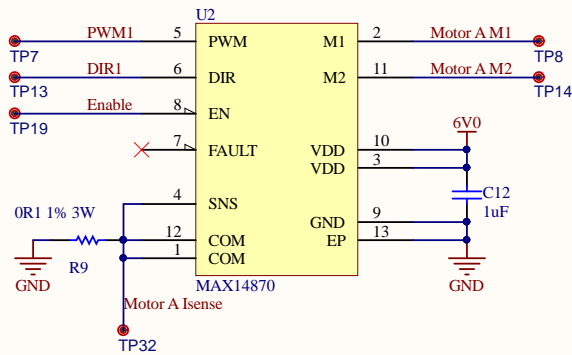 U2
PWM1
5
PWM
M1
2
Motor A M1
TP7
TP8
DIR1
6
DIR
M2
11
Motor A M2
TP13
TP14
Enable
8
EN
TP19
7
FAULT
VDD
10
6V0
VDD
3
4
SNS
C12
1uF
0R1 1% 3W
12
COM
GND
9
1
COM
EP
13
R9
GND
GND
MAX14870
Motor A Isense
TP32